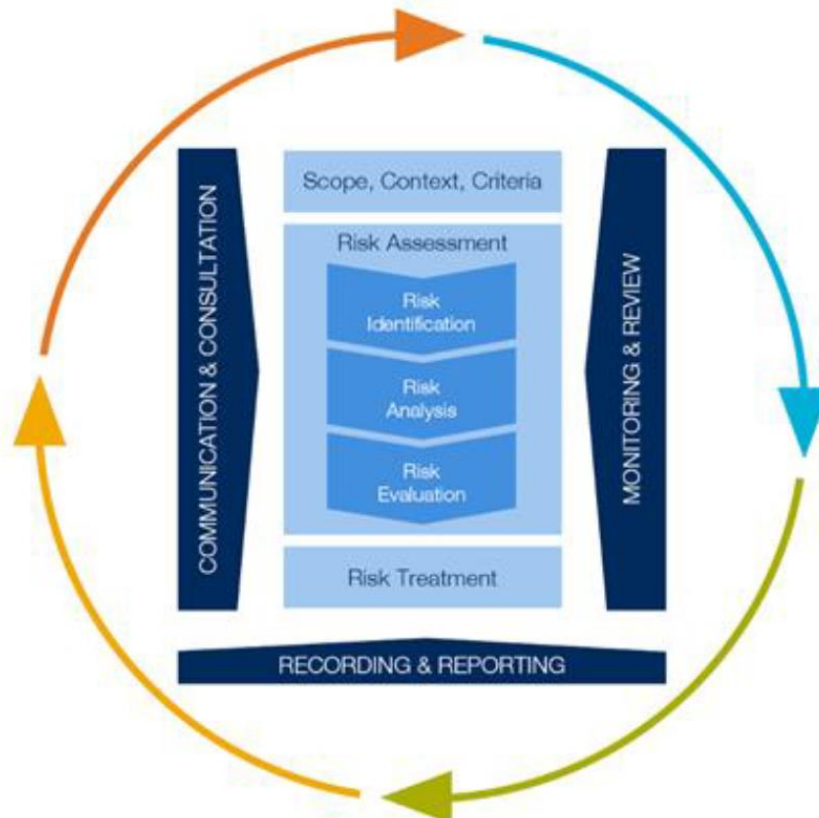 Scope, Context, Criteria
Risk Assessment
Risk
Identification
Risk
Analysis
Risk
Evaluation
Risk Treatment
COMMUNICATION & CONSULTATION
MONITORING & REVIEW
RECORDING & REPORTING